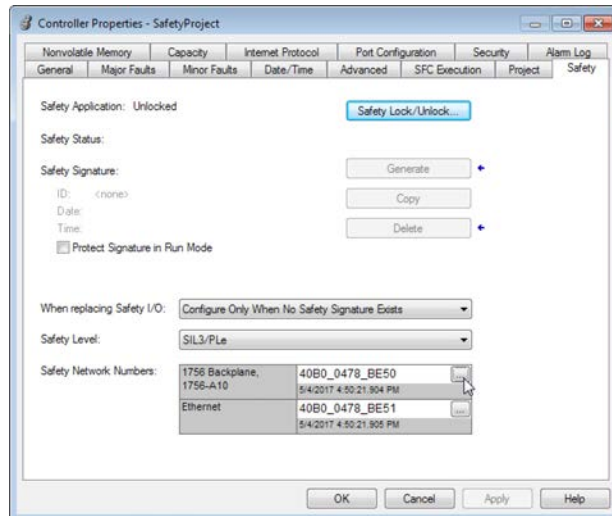 Controller Properties - SafetyProject
Nonvolatile Memory Capacity Internet Protocol Port Configuration Security Alarm Log
General Major Faults Minor Faults Date/Time Advanced SFC Execution Project Safety
Safety Application: Unlocked
Safety Lock/Unlock...
Safety Status:
Safety Signature:
Generate
ID: <none>
Copy
Date:
Time:
Delete
Protect Signature in Run Mode
When replacing Safety I/O: Configure Only When No Safety Signature Exists
Safety Level: SIL3/PLe
Safety Network Numbers: 1756 Backplane, 40B0_0478_BE50 ...
1756-A10 5/4/2017 4:50:21.904 PM
Ethernet 40B0_0478_BE51 ...
5/4/2017 4:50:21.905 PM
OK Cancel Apply Help